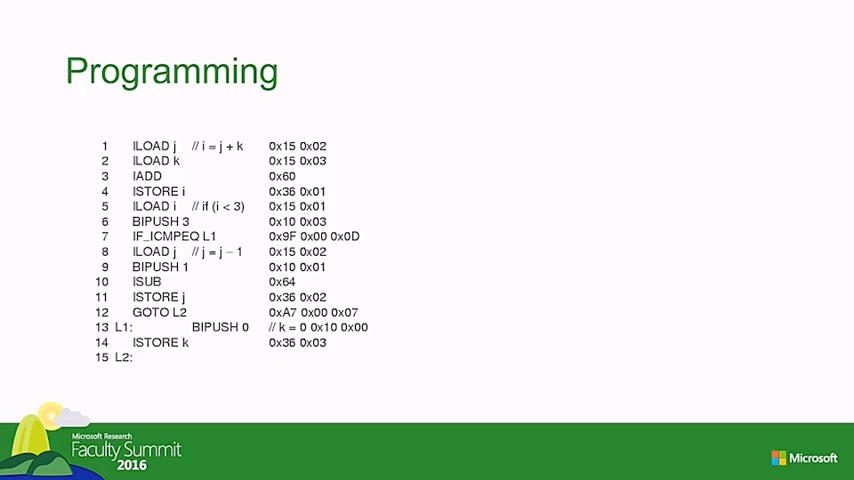 Programming
1 ILOAD j // i = j + k 0x15 0x02
2 ILOAD k 0x15 0x03
3 IADD 0x60
4 ISTORE i 0x36 0x01
5 ILOAD i // if (i < 3) 0x15 0x01
6 BIPUSH 3 0x10 0x03
7 IF_ICMPEQ L1 0x9F 0x00 0x0D
8 ILOAD j // j = j – 1 0x15 0x02
9 BIPUSH 1 0x10 0x01
10 ISUB 0x64
11 ISTORE j 0x36 0x02
12 GOTO L2 0xA7 0x00 0x07
13 L1: BIPUSH 0 // k = 0 0x10 0x00
14 ISTORE k 0x36 0x03
15 L2:
Microsoft Research
Faculty Summit
2016
Microsoft